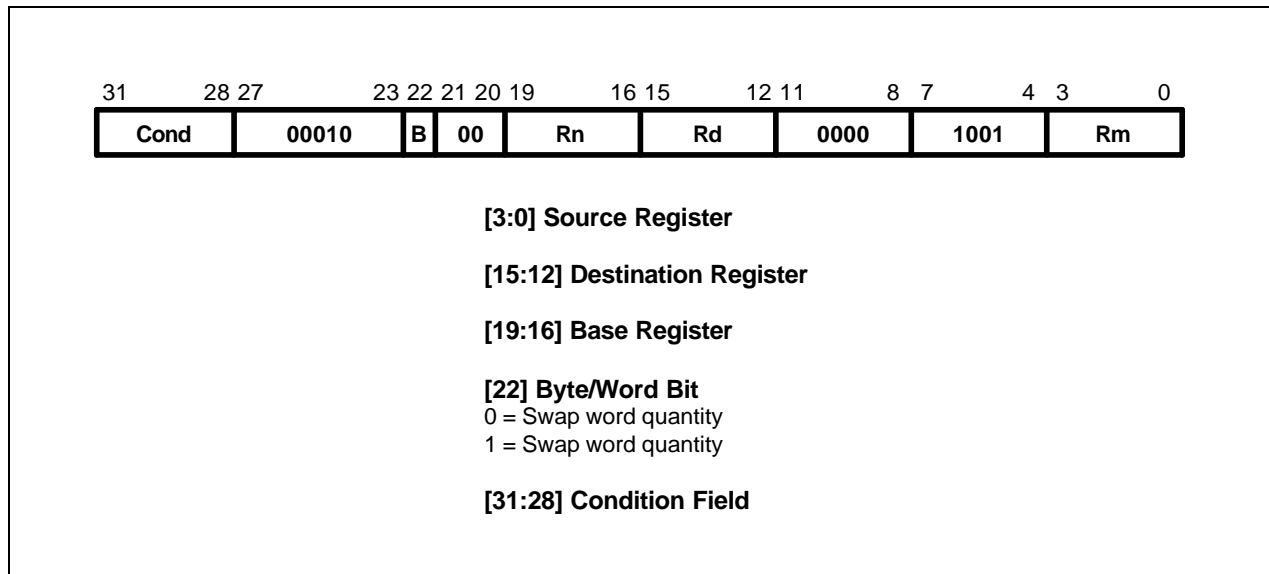 31 28 27 23 22 21 20 19 16 15 12 11 8 7 4 3 0
Cond 00010 B 00 Rn Rd 0000 1001 Rm
[3:0] Source Register
[15:12] Destination Register
[19:16] Base Register
[22] Byte/Word Bit
0 = Swap word quantity
1 = Swap word quantity
[31:28] Condition Field